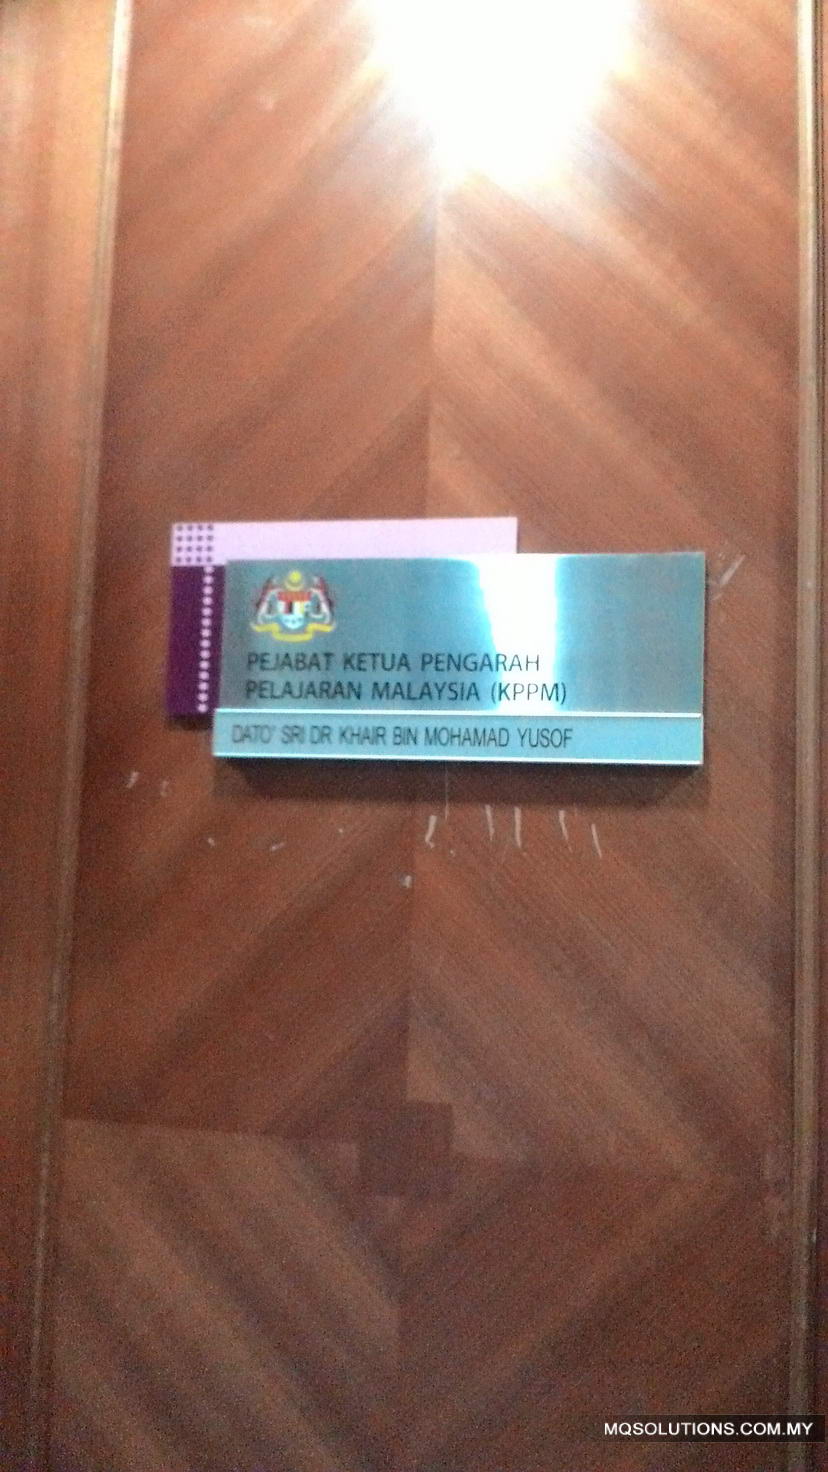 PEJABAT KETUA PENGARAH
PELAJARAN MALAYSIA (KPPM)
DATO' SRI DR KHAIR BIN MOHAMAD YUSOF
MQSOLUTIONS.COM.MY